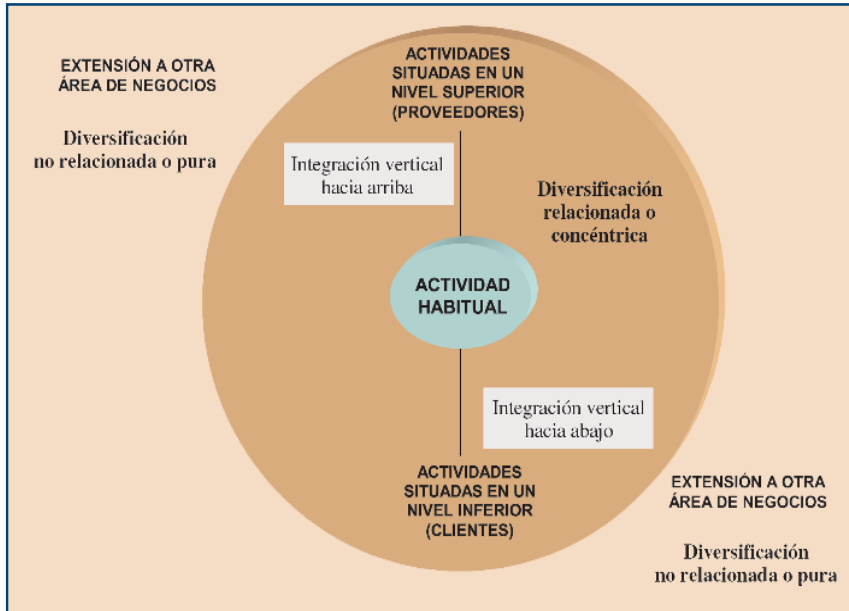 EXTENSIÓN A OTRA
ÁREA DE NEGOCIOS
Diversificación
no relacionada o pura
ACTIVIDADES
SITUADAS EN UN
NIVEL SUPERIOR
(PROVEEDORES)
Integración vertical
hacia arriba
Diversificación
relacionada o
concéntrica
ACTIVIDAD
HABITUAL
Integración vertical
hacia abajo
ACTIVIDADES
SITUADAS EN UN
NIVEL INFERIOR
(CLIENTES)
EXTENSIÓN A OTRA
ÁREA DE NEGOCIOS
Diversificación
no relacionada o pura